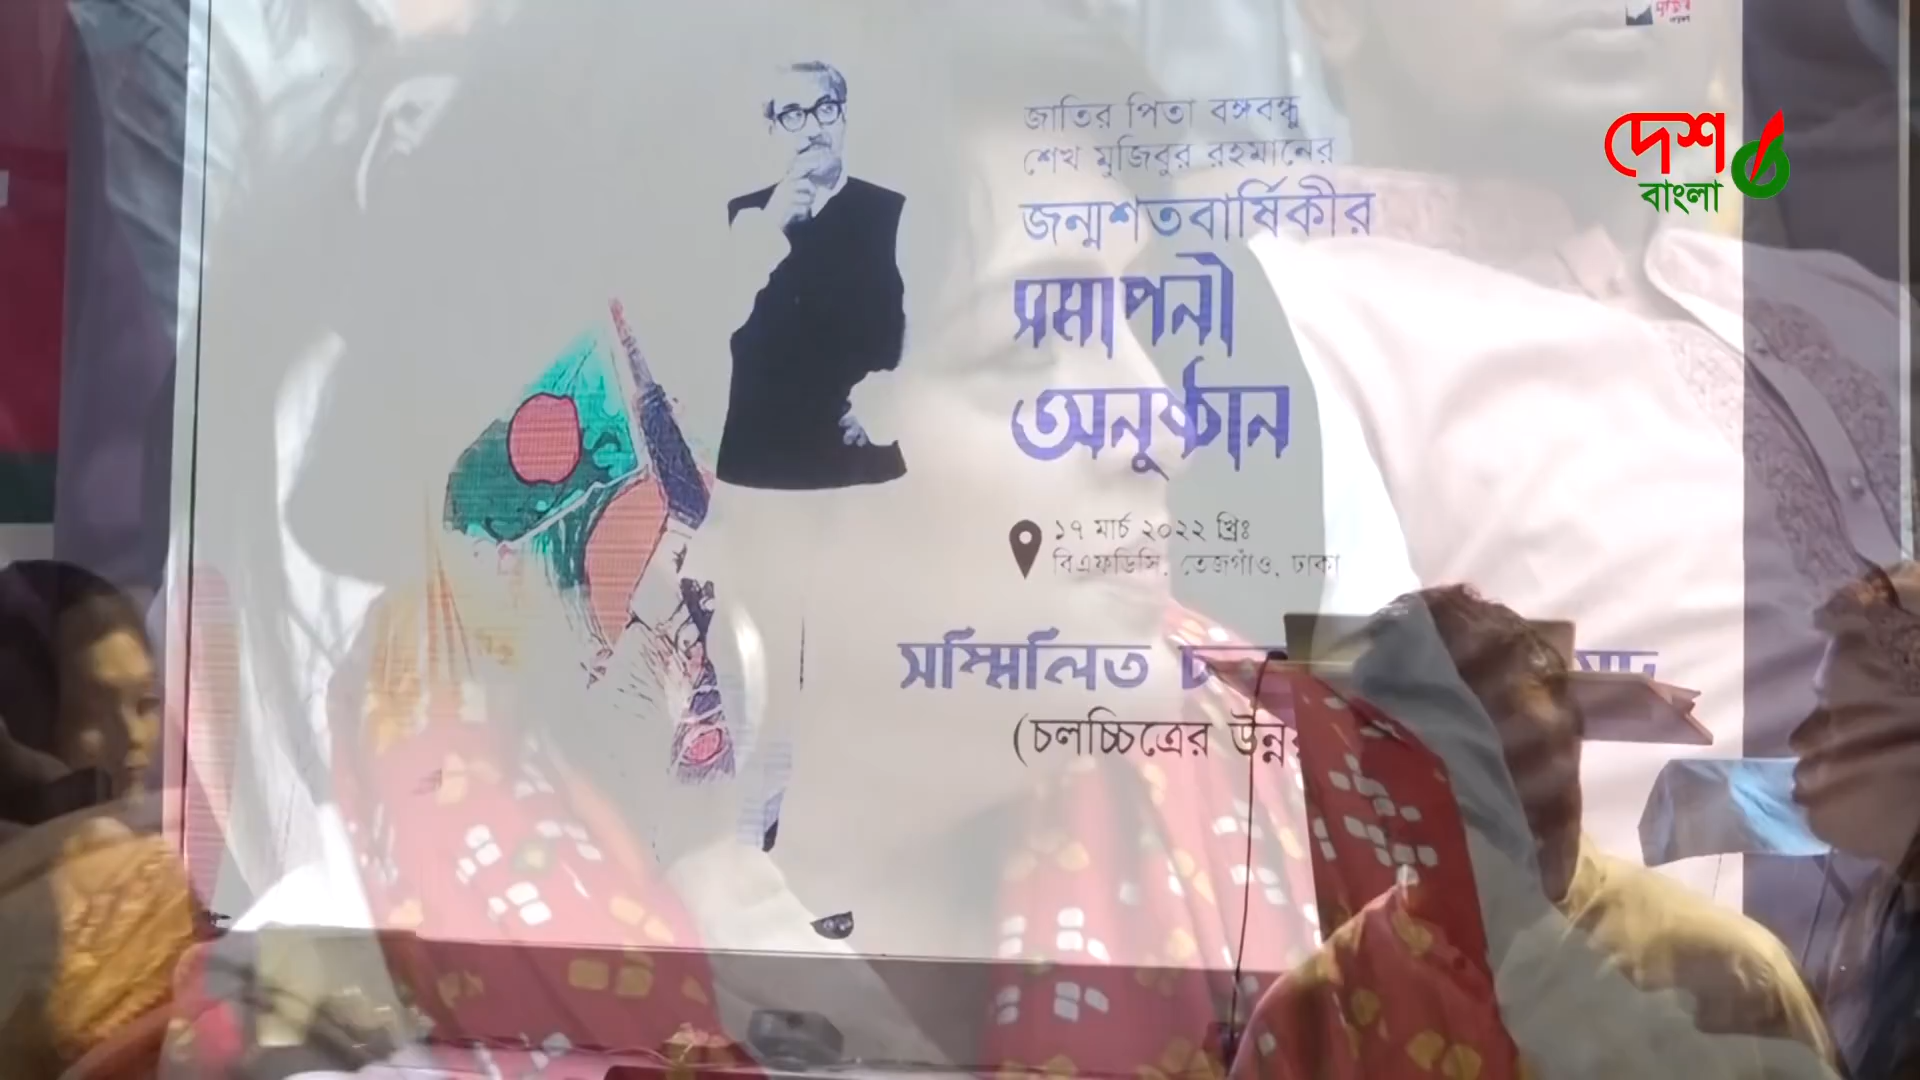 জাতির পিতা বঙ্গবন্ধু
শেখ মুজিবুর রহমানের
জন্মশতবার্ষিকীর
সমাপনী
অনুষ্ঠান
১৭ মার্চ ২০২২ খ্রিঃ
বিএফডিসি, তেজগাঁও, ঢাকা
সম্মিলিত
(চলচ্চিত্রের
দেশ
বাংলা